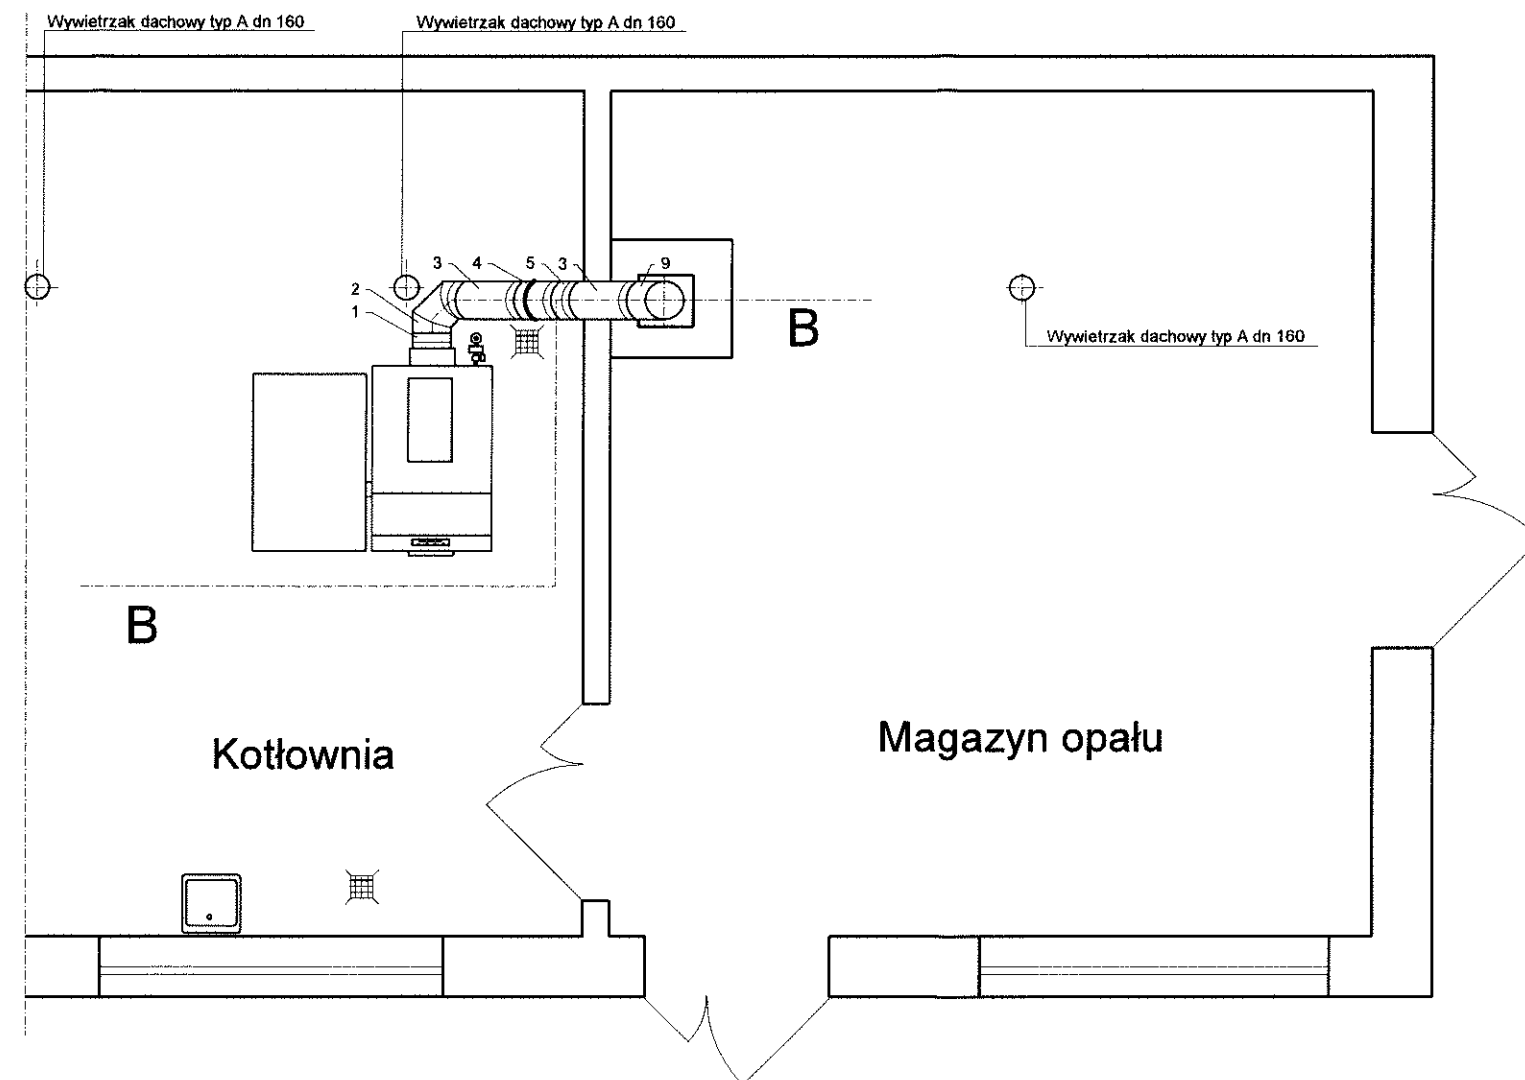 Wywietrzak dachowy typ A dn 160
Wywietrzak dachowy typ A dn 160
3
4
5
3
9
2
1
B
Wywietrzak dachowy typ A dn 160
B
Kotłownia
Magazyn opału